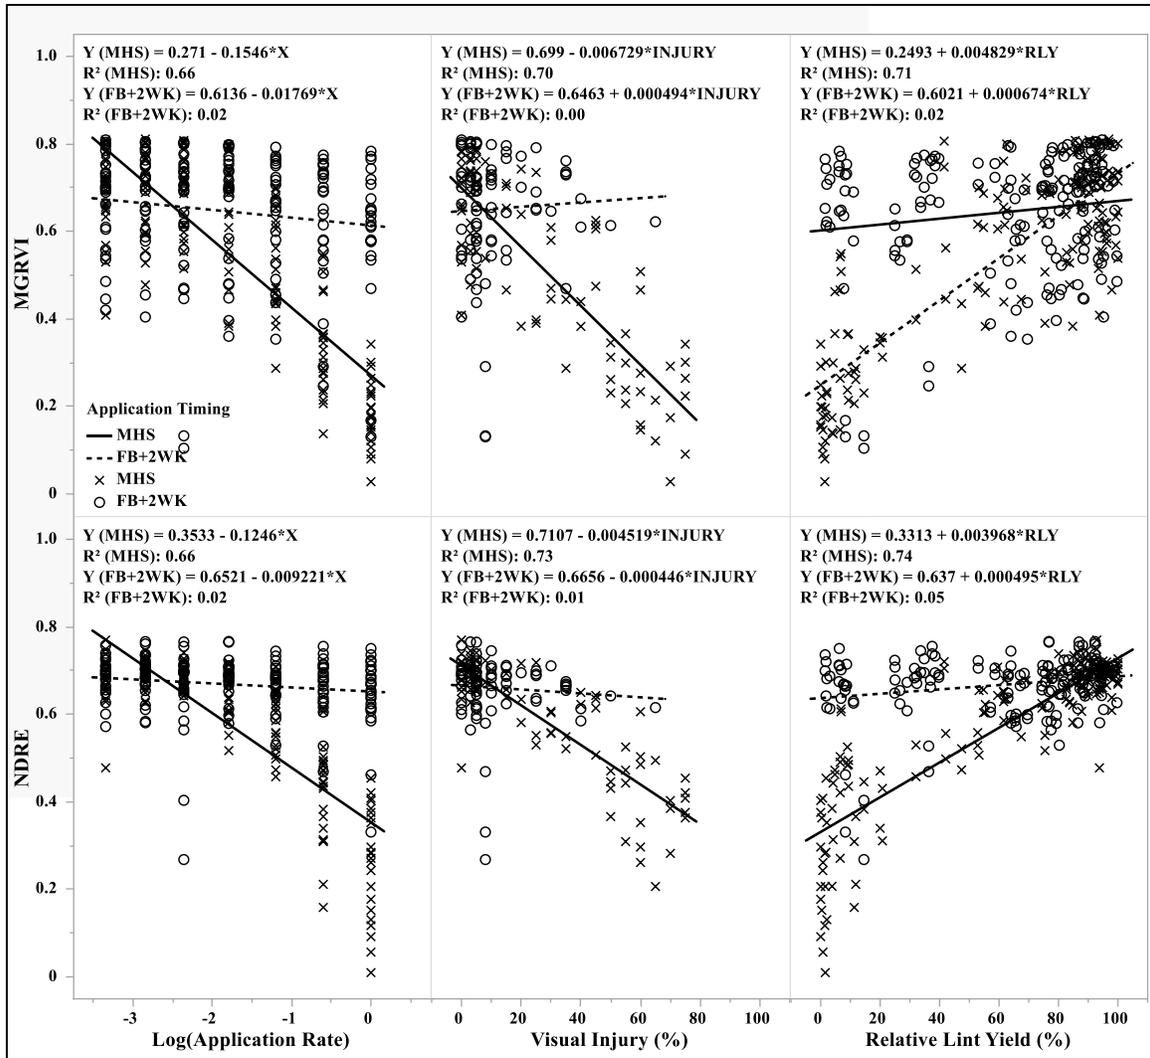 Y (MHS) = 0.271 - 0.1546*X
R² (MHS): 0.66
Y (FB+2WK) = 0.6136 - 0.01769*X
R² (FB+2WK): 0.02
Y (MHS) = 0.699 - 0.006729*INJURY
R² (MHS): 0.70
Y (FB+2WK) = 0.6463 + 0.000494*INJURY
R² (FB+2WK): 0.00
Y (MHS) = 0.2493 + 0.004829*RLY
R² (MHS): 0.71
Y (FB+2WK) = 0.6021 + 0.000674*RLY
R² (FB+2WK): 0.02
MGRVI
1.0
0.8
0.6
0.4
0.2
0
Application Timing
MHS
FB+2WK
MHS
FB+2WK
Y (MHS) = 0.3533 - 0.1246*X
R² (MHS): 0.66
Y (FB+2WK) = 0.6521 - 0.009221*X
R² (FB+2WK): 0.02
Y (MHS) = 0.7107 - 0.004519*INJURY
R² (MHS): 0.73
Y (FB+2WK) = 0.6656 - 0.000446*INJURY
R² (FB+2WK): 0.01
Y (MHS) = 0.3313 + 0.003968*RLY
R² (MHS): 0.74
Y (FB+2WK) = 0.637 + 0.000495*RLY
R² (FB+2WK): 0.05
NDRE
1.0
0.8
0.6
0.4
0.2
0
-3 -2 -1 0
0 20 40 60 80 100
0 20 40 60 80 100
Log(Application Rate)
Visual Injury (%)
Relative Lint Yield (%)